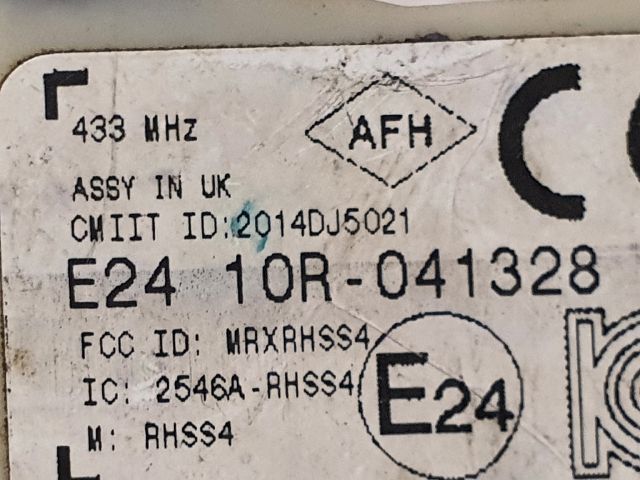 433 MHz
AFH
ASSY IN UK
CMIIT ID:2014DJ5021
E24 10R-041328
FCC ID: MRXRHSS4
IC: 2546A-RHSS4
E24
M: RHSS4